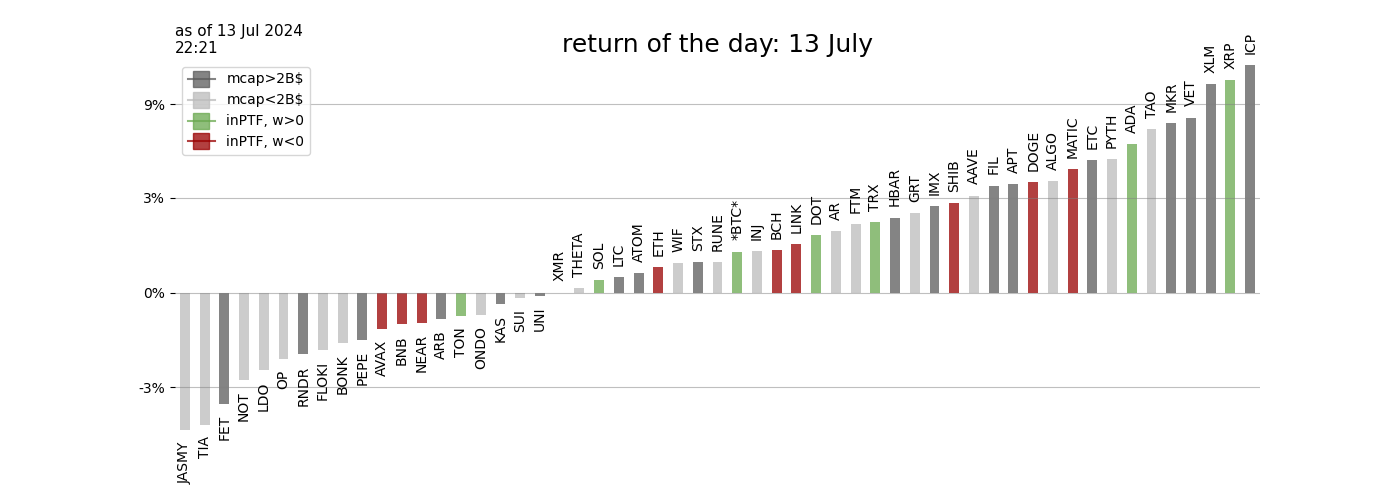 as of 13 Jul 2024
22:21
return of the day: 13 July
mcap>2B$
mcap<2B$
inPTF, w>0
inPTF, w<0
9%
3%
0%
-3%
JASMY
TIA
FET
NOT
LDO
OP
RNDR
FLOKI
BONK
PEPE
AVAX
BNB
NEAR
ARB
TON
ONDO
KAS
SUI
UNI
XMR
THETA
SOL
LTC
ATOM
ETH
WIF
STX
RUNE
*BTC*
INJ
BCH
LINK
DOT
AR
FTM
TRX
HBAR
GRT
IMX
SHIB
AAVE
FIL
APT
DOGE
ALGO
MATIC
ETC
PYTH
ADA
TAO
MKR
VET
XLM
XRP
ICP